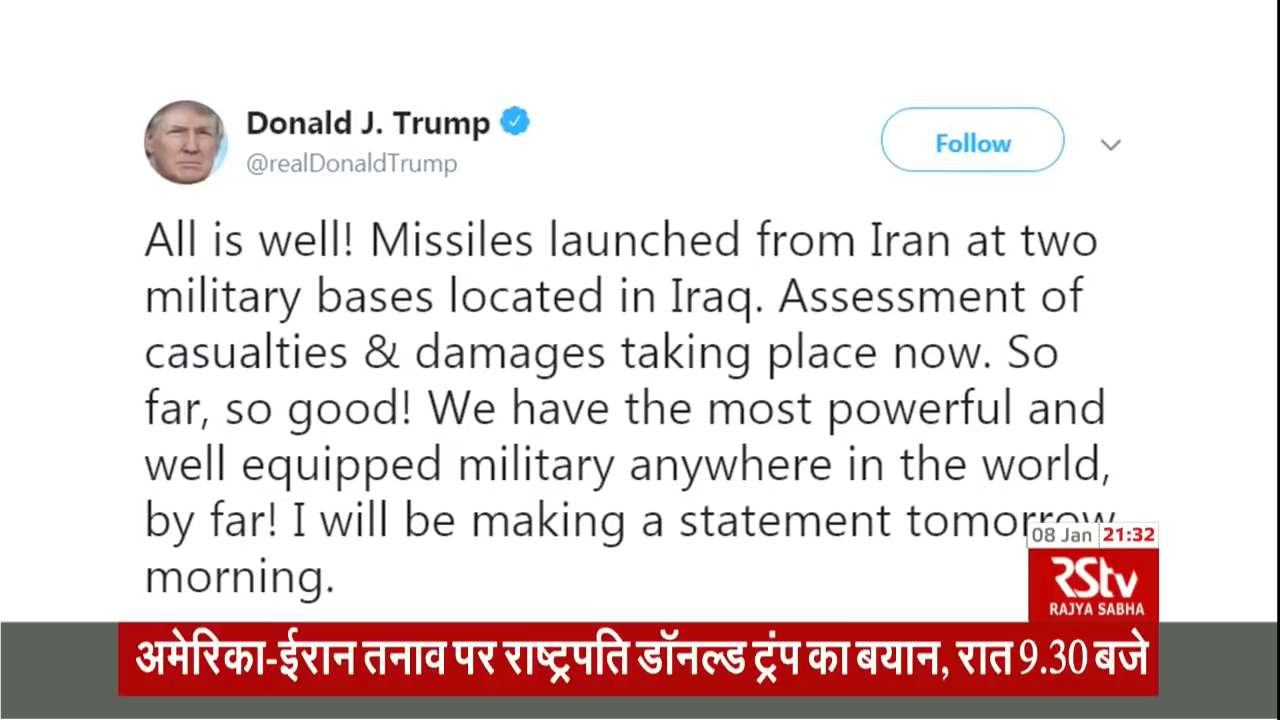 Donald J. Trump
@realDonaldTrump
Follow
All is well! Missiles launched from Iran at two
military bases located in Iraq. Assessment of
casualties & damages taking place now. So
far, so good! We have the most powerful and
well equipped military anywhere in the world,
by far! I will be making a statement tomorrow
morning.
08 Jan 21:32
RStv
RAJYA SABHA
अमेरिका-ईरान तनाव पर राष्ट्रपति डॉनल्ड ट्रंप का बयान, रात 9.30 बजे